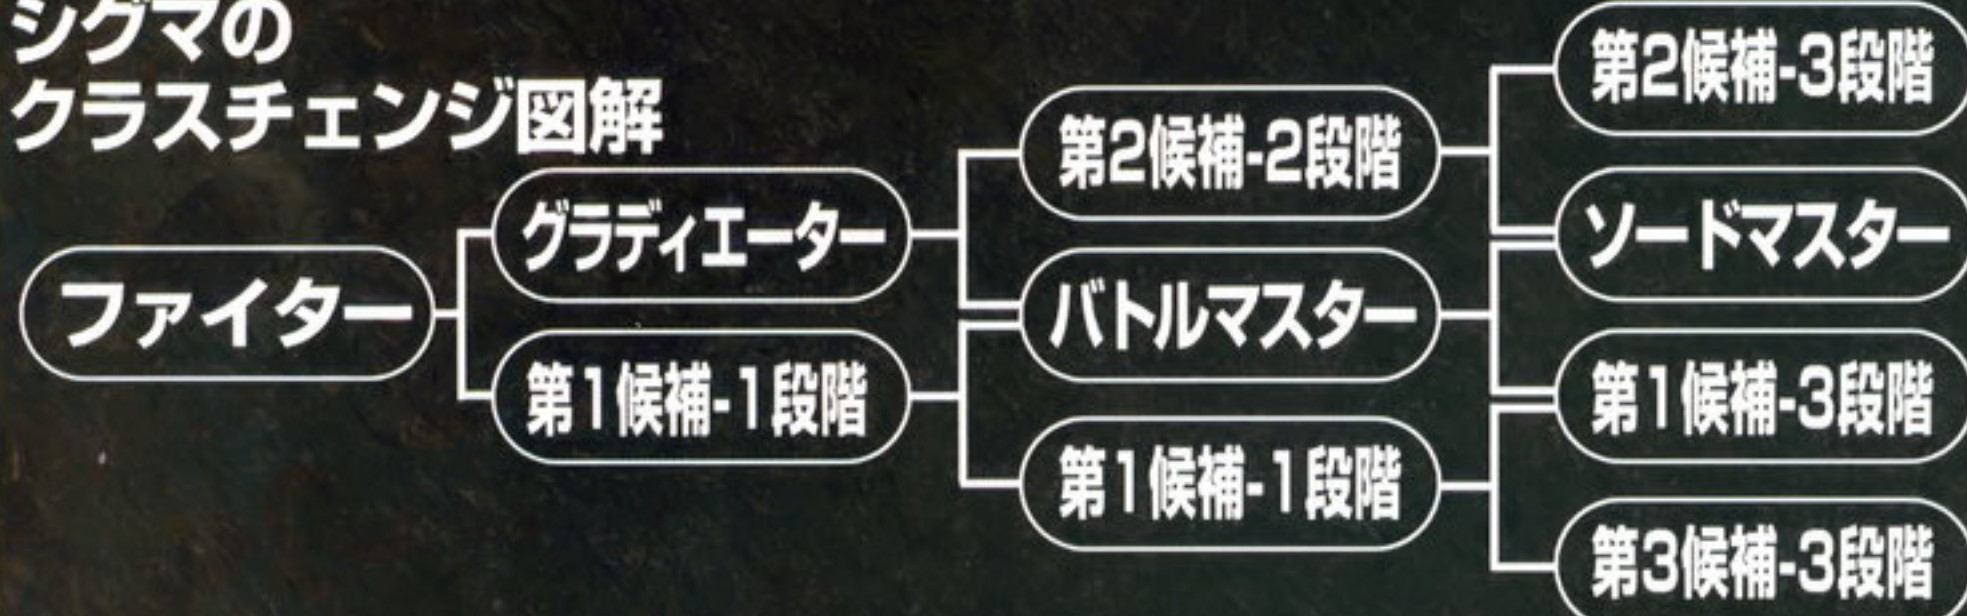 シグマの
クラスチェンジ図解
ファイター
グラディエーター
第1候補-1段階
第2候補-2段階
バトルマスター
第1候補-1段階
第2候補-3段階
ソードマスター
第1候補-3段階
第3候補-3段階